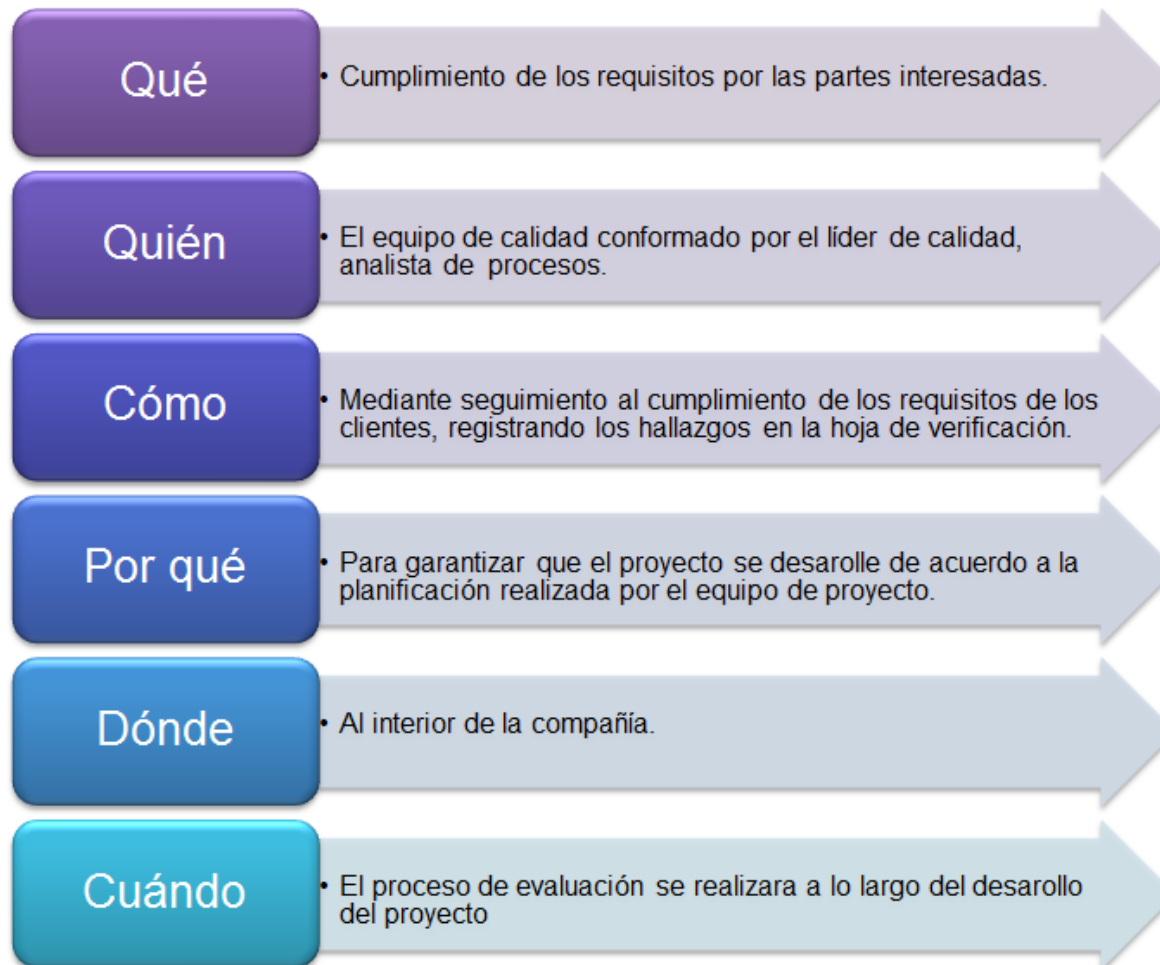 Qué
• Cumplimiento de los requisitos por las partes interesadas.
Quién
• El equipo de calidad conformado por el líder de calidad,
analista de procesos.
Cómo
• Mediante seguimiento al cumplimiento de los requisitos de los
clientes, registrando los hallazgos en la hoja de verificación.
Por qué
• Para garantizar que el proyecto se desarolle de acuerdo a la
planificación realizada por el equipo de proyecto.
Dónde
• Al interior de la compañía.
Cuándo
• El proceso de evaluación se realizara a lo largo del desarollo
del proyecto